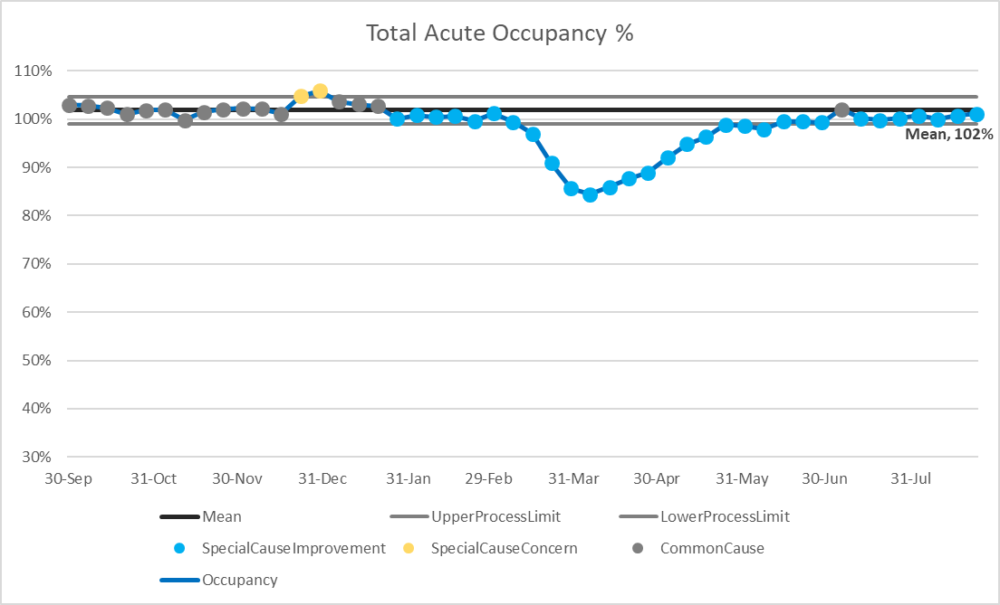 Total Acute Occupancy %
110%
100%
90%
80%
70%
60%
50%
40%
30%
Mean, 102%
30-Sep 31-Oct 30-Nov 31-Dec 31-Jan 29-Feb 31-Mar 30-Apr 31-May 30-Jun 31-Jul
Mean UpperProcessLimit LowerProcessLimit
SpecialCauseImprovement SpecialCauseConcern CommonCause
Occupancy